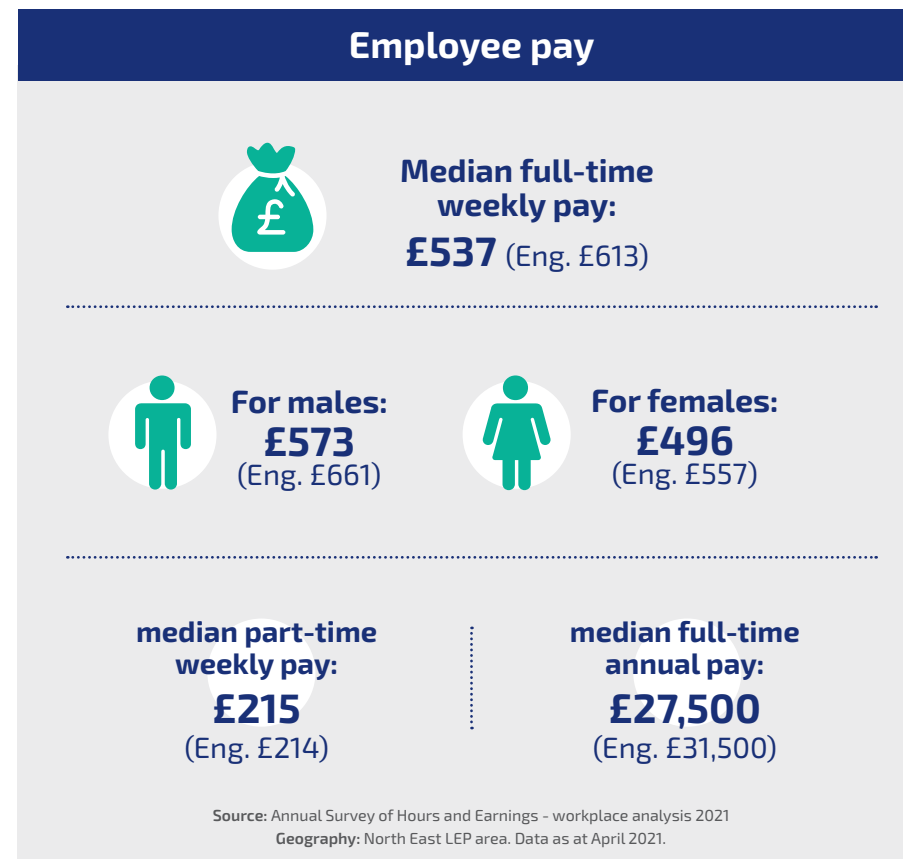 Employee pay
£
Median full-time
weekly pay:
£537 (Eng. £613)
For males:
£573
(Eng. £661)
For females:
£496
(Eng. £557)
median part-time
weekly pay:
£215
(Eng. £214)
median full-time
annual pay:
£27,500
(Eng. £31,500)
Source: Annual Survey of Hours and Earnings - workplace analysis 2021
Geography: North East LEP area. Data as at April 2021.